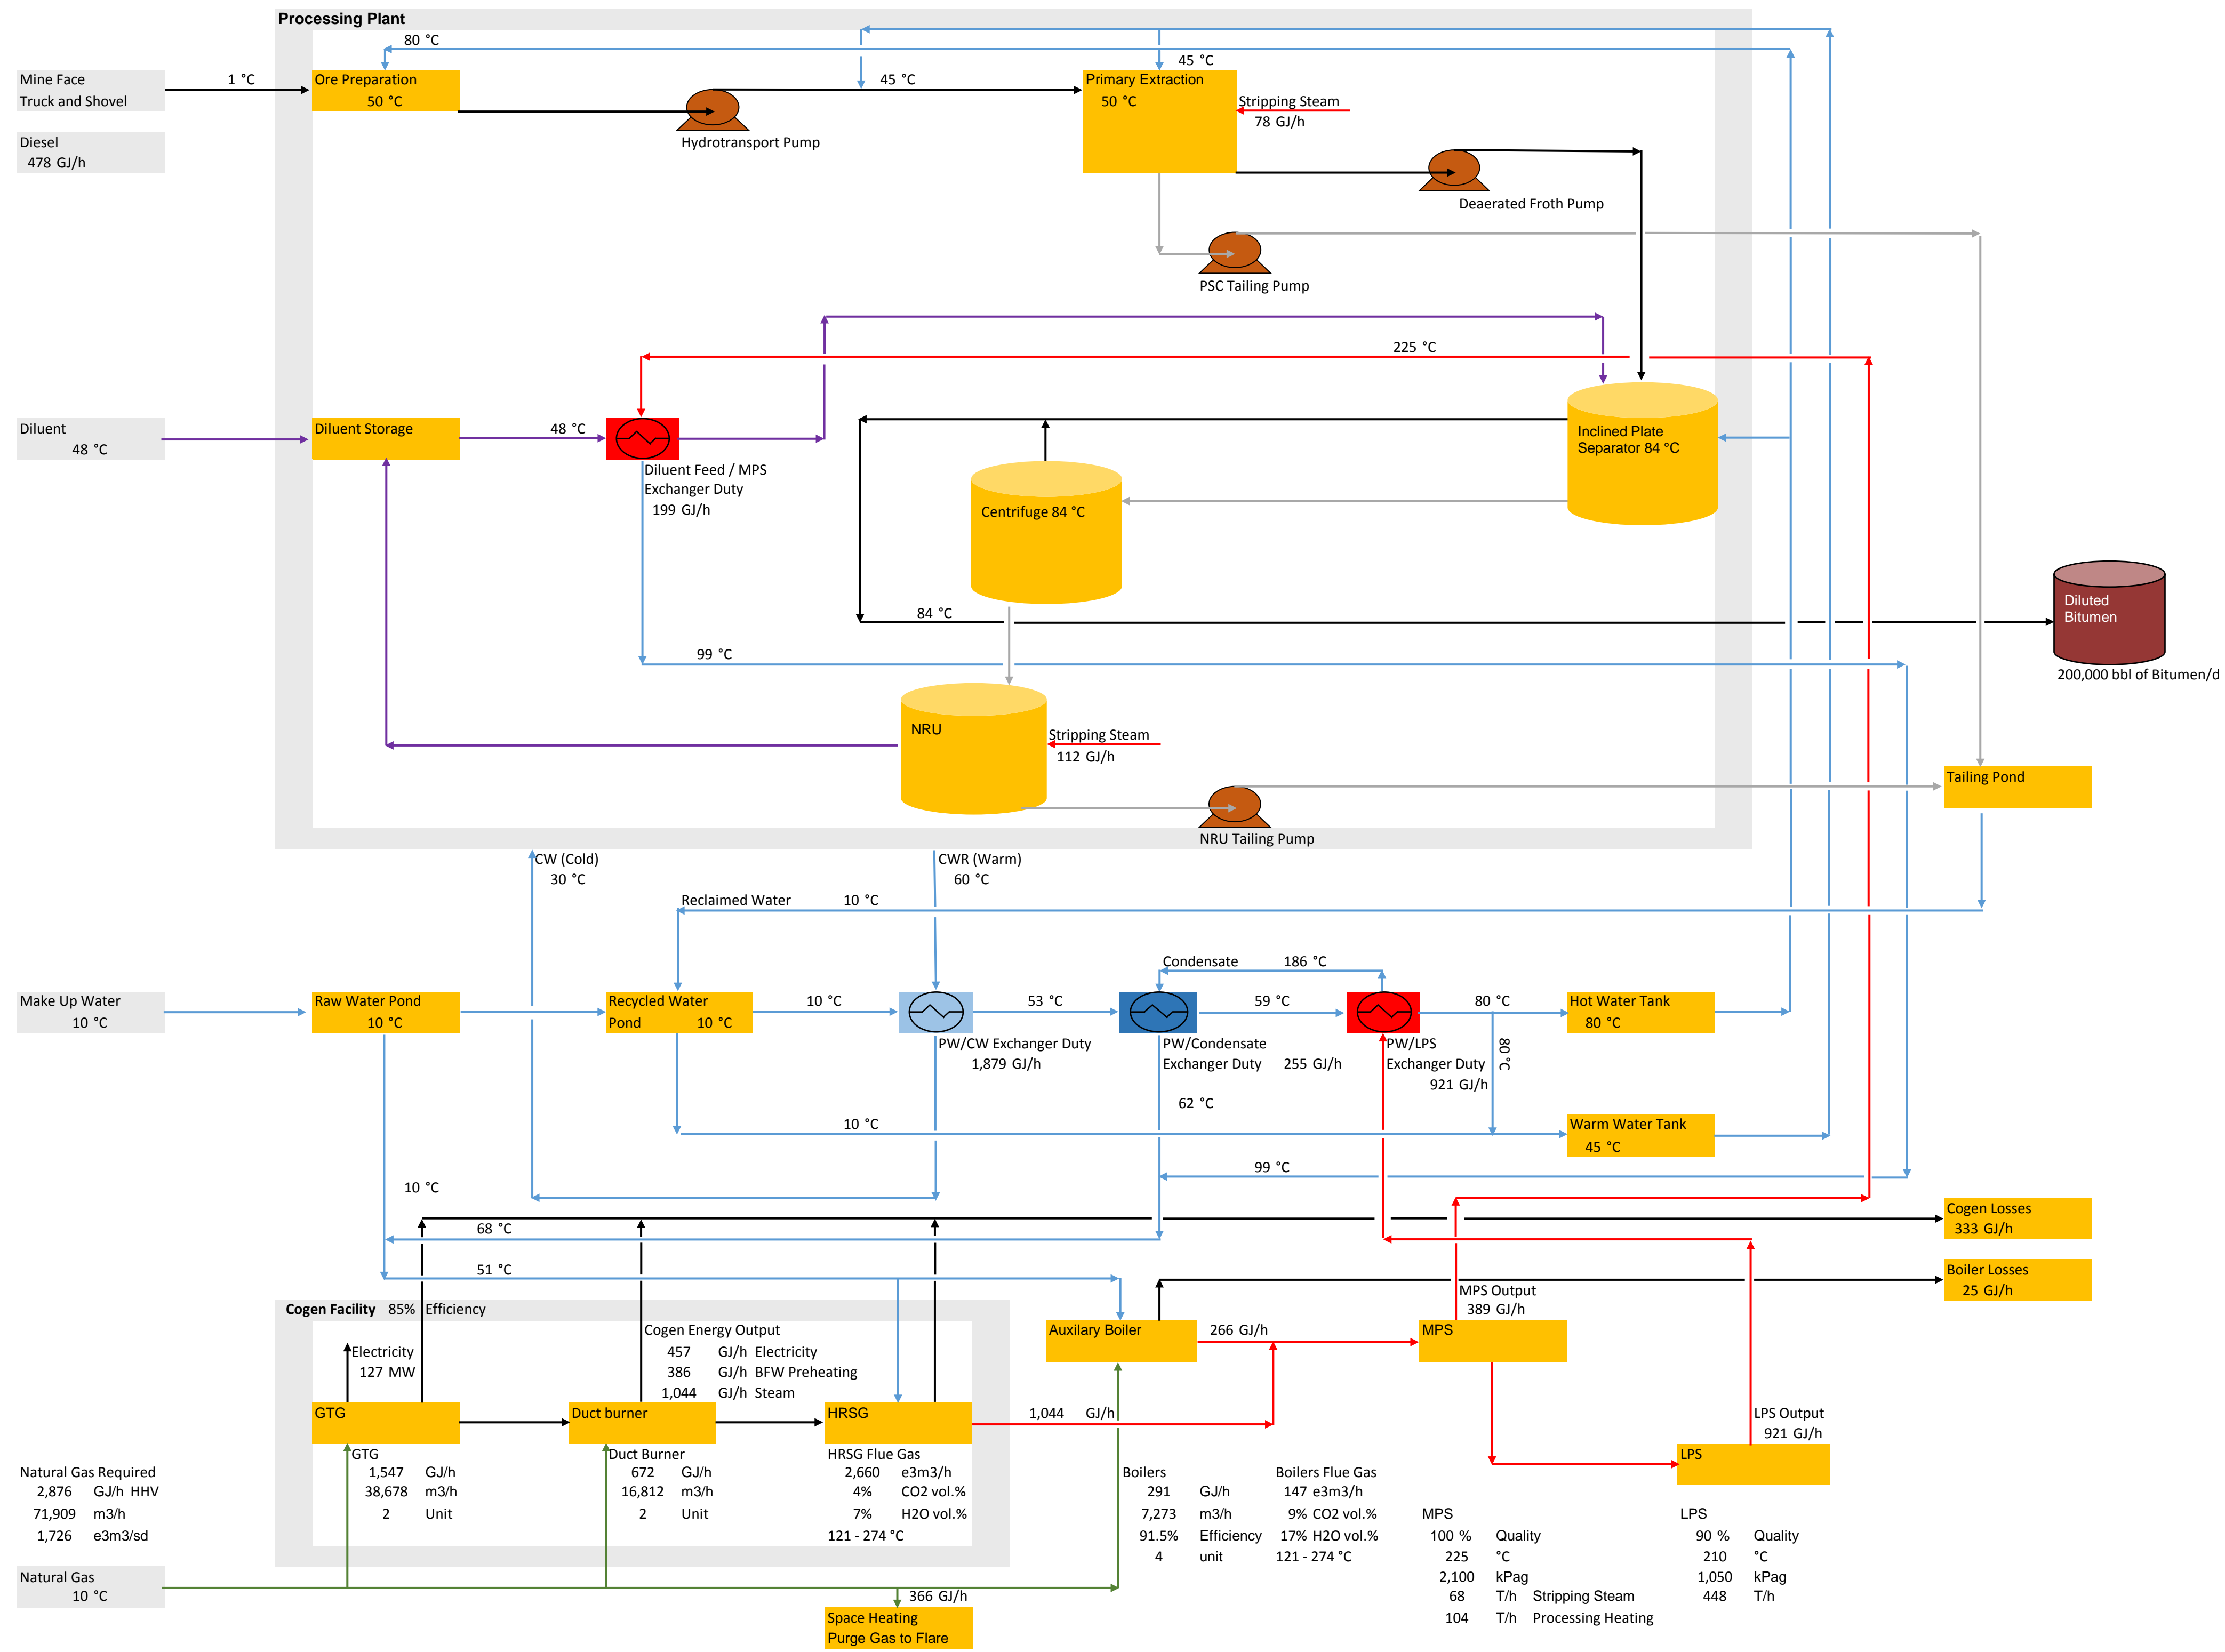 Processing Plant
80 °C
Mine Face
Truck and Shovel
1 °C
Ore Preparation
50 °C
45 °C
45 °C
Primary Extraction
50 °C
Stripping Steam
78 GJ/h
Hydrotransport Pump
Diesel
478 GJ/h
Deaerated Froth Pump
PSC Tailing Pump
225 °C
Diluent
48 °C
Diluent Storage
48 °C
Diluent Feed / MPS
Exchanger Duty
199 GJ/h
Inclined Plate
Separator 84 °C
Centrifuge 84 °C
84 °C
Diluted
Bitumen
200,000 bbl of Bitumen/d
99 °C
NRU
Stripping Steam
112 GJ/h
Tailing Pond
NRU Tailing Pump
CW (Cold)
30 °C
CWR (Warm)
60 °C
Reclaimed Water 10 °C
Condensate 186 °C
Make Up Water
10 °C
Raw Water Pond
10 °C
Recycled Water
Pond 10 °C
10 °C
53 °C
59 °C
80 °C
Hot Water Tank
80 °C
PW/CW Exchanger Duty
1,879 GJ/h
PW/Condensate
Exchanger Duty 255 GJ/h
PW/LPS
Exchanger Duty
921 GJ/h
80 °C
62 °C
10 °C
Warm Water Tank
45 °C
99 °C
10 °C
Cogen Losses
333 GJ/h
68 °C
51 °C
Boiler Losses
25 GJ/h
Cogen Facility 85% Efficiency
MPS Output
389 GJ/h
Electricity
127 MW
Cogen Energy Output
457 GJ/h Electricity
386 GJ/h BFW Preheating
1,044 GJ/h Steam
Auxilary Boiler
266 GJ/h
MPS
GTG
Duct burner
HRSG
1,044 GJ/h
LPS Output
921 GJ/h
LPS
Natural Gas Required
2,876 GJ/h HHV
71,909 m3/h
1,726 e3m3/sd
GTG
1,547 GJ/h
38,678 m3/h
2 Unit
Duct Burner
672 GJ/h
16,812 m3/h
2 Unit
HRSG Flue Gas
2,660 e3m3/h
4% CO2 vol.%
7% H2O vol.%
121 - 274 °C
Boilers
291 GJ/h
7,273 m3/h
91.5% Efficiency
4 unit
Boilers Flue Gas
147 e3m3/h
9% CO2 vol.%
17% H2O vol.%
121 - 274 °C
MPS
100 % Quality
225 °C
2,100 kPag
68 T/h Stripping Steam
104 T/h Processing Heating
LPS
90 % Quality
210 °C
1,050 kPag
448 T/h
Natural Gas
10 °C
366 GJ/h
Space Heating
Purge Gas to Flare